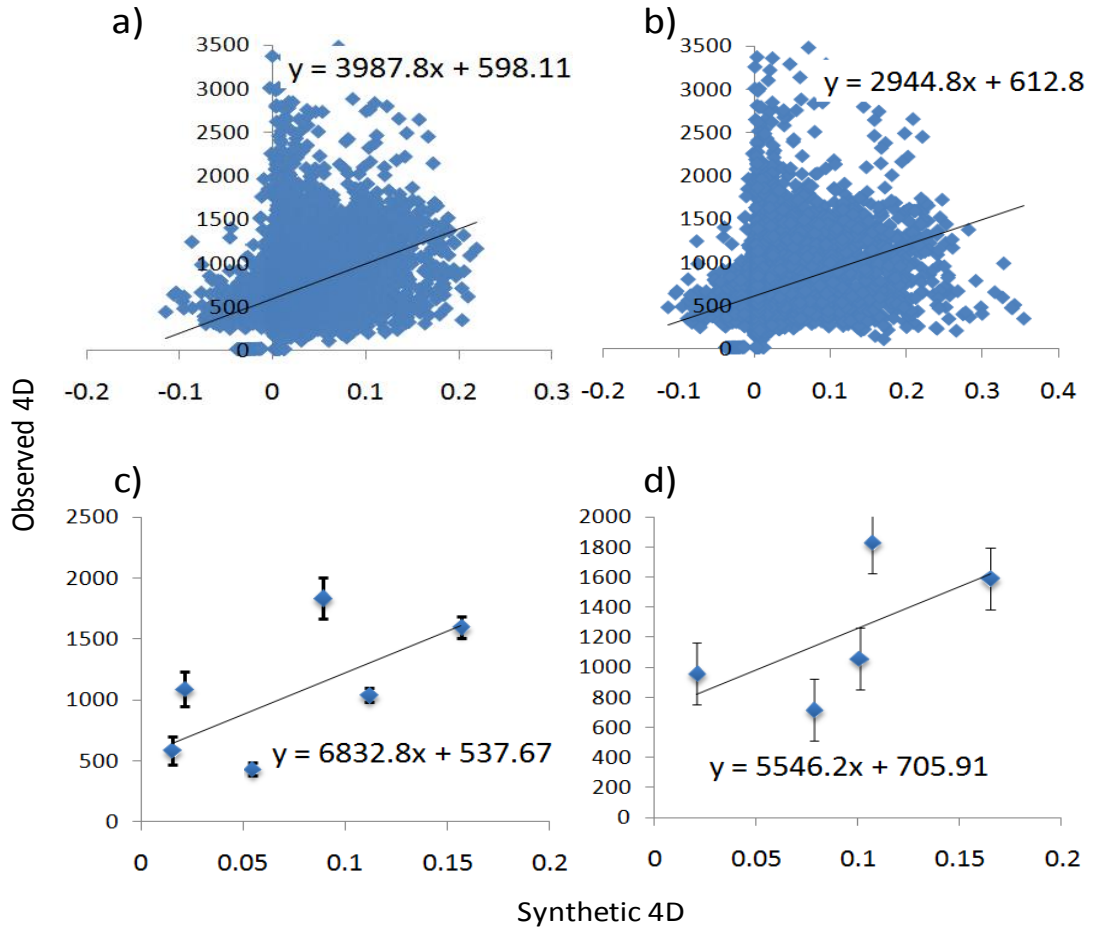 a)
3500
3000
2500
2000
1500
1000
500
0
y = 3987.8x + 598.11
-0.2 -0.1 0 0.1 0.2 0.3
b)
3500
3000
2500
2000
1500
1000
500
0
y = 2944.8x + 612.8
-0.2 -0.1 0 0.1 0.2 0.3 0.4
Observed 4D
c)
2500
2000
1500
1000
500
0
y = 6832.8x + 537.67
0 0.05 0.1 0.15 0.2
d)
2000
1800
1600
1400
1200
1000
800
600
400
200
0
y = 5546.2x + 705.91
0 0.05 0.1 0.15 0.2
Synthetic 4D